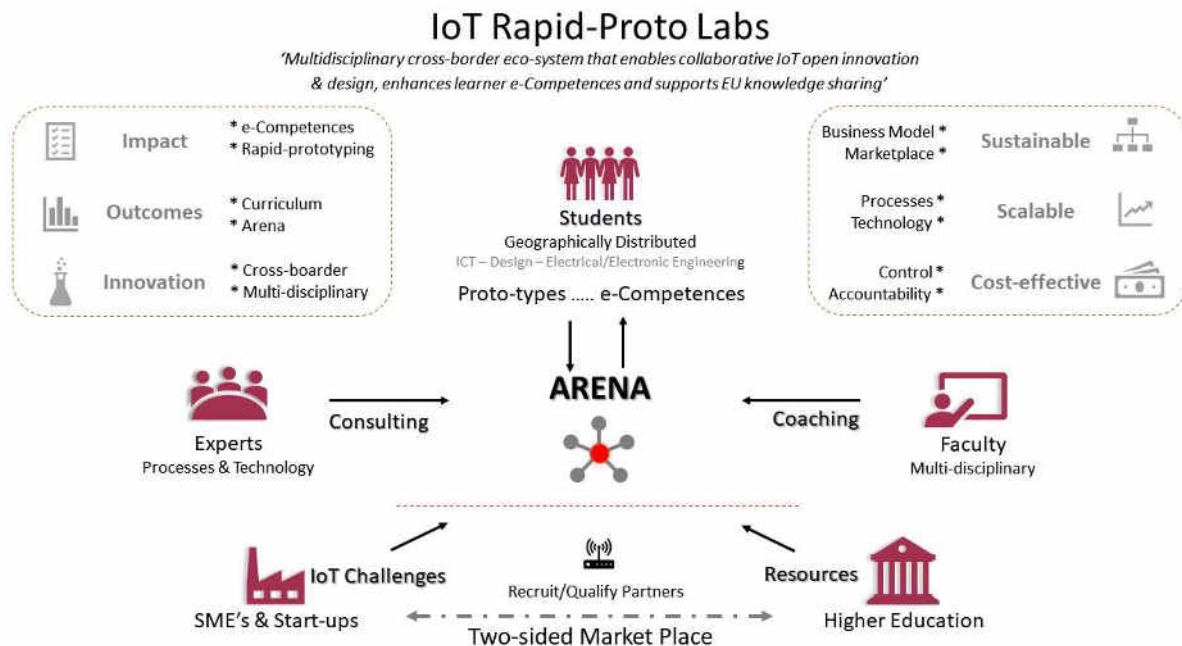 IoT Rapid-Proto Labs
‘Multidisciplinary cross-border eco-system that enables collaborative IoT open innovation
& design, enhances learner e-Competences and supports EU knowledge sharing’
Impact
* e-Competences
* Rapid-prototyping
Outcomes
* Curriculum
* Arena
Innovation
* Cross-boarder
* Multi-disciplinary
Students
Geographically Distributed
ICT – Design – Electrical/Electronic Engineering
Proto-types ..... e-Competences
Business Model *
Marketplace *
Sustainable
Processes *
Technology *
Scalable
Control *
Accountability *
Cost-effective
ARENA
Consulting
Experts
Processes & Technology
Coaching
Faculty
Multi-disciplinary
IoT Challenges
SME's & Start-ups
Recruit/Qualify Partners
Two-sided Market Place
Resources
Higher Education